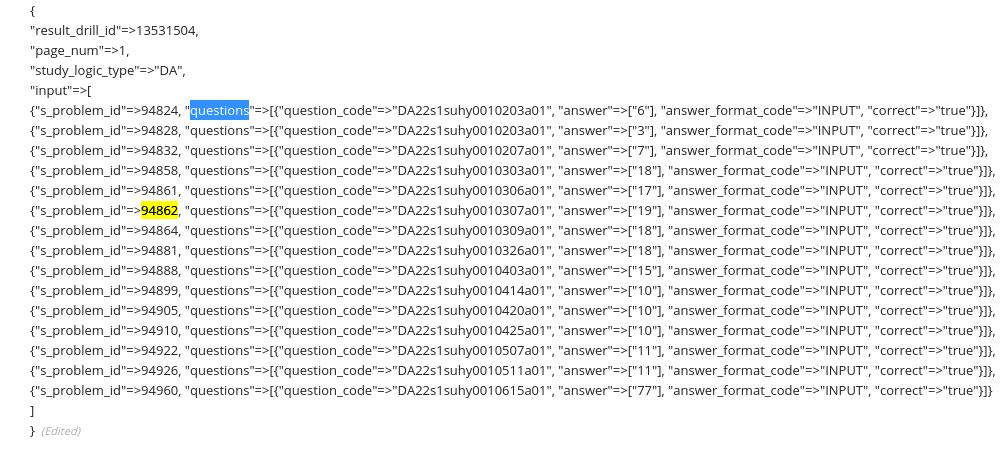 {
"result_drill_id"=>13531504,
"page_num"=>1,
"study_logic_type"=>"DA",
"input"=>[
{"s_problem_id"=>94824, "questions"=>[{"question_code"=>"DA22s1suhy0010203a01", "answer"=>["6"], "answer_format_code"=>"INPUT", "correct"=>"true"}]},
{"s_problem_id"=>94828, "questions"=>[{"question_code"=>"DA22s1suhy0010203a01", "answer"=>["3"], "answer_format_code"=>"INPUT", "correct"=>"true"}]},
{"s_problem_id"=>94832, "questions"=>[{"question_code"=>"DA22s1suhy0010207a01", "answer"=>["7"], "answer_format_code"=>"INPUT", "correct"=>"true"}]},
{"s_problem_id"=>94858, "questions"=>[{"question_code"=>"DA22s1suhy0010303a01", "answer"=>["18"], "answer_format_code"=>"INPUT", "correct"=>"true"}]},
{"s_problem_id"=>94861, "questions"=>[{"question_code"=>"DA22s1suhy0010306a01", "answer"=>["17"], "answer_format_code"=>"INPUT", "correct"=>"true"}]},
{"s_problem_id"=>94862, "questions"=>[{"question_code"=>"DA22s1suhy0010307a01", "answer"=>["19"], "answer_format_code"=>"INPUT", "correct"=>"true"}]},
{"s_problem_id"=>94864, "questions"=>[{"question_code"=>"DA22s1suhy0010309a01", "answer"=>["18"], "answer_format_code"=>"INPUT", "correct"=>"true"}]},
{"s_problem_id"=>94881, "questions"=>[{"question_code"=>"DA22s1suhy0010326a01", "answer"=>["18"], "answer_format_code"=>"INPUT", "correct"=>"true"}]},
{"s_problem_id"=>94888, "questions"=>[{"question_code"=>"DA22s1suhy0010403a01", "answer"=>["15"], "answer_format_code"=>"INPUT", "correct"=>"true"}]},
{"s_problem_id"=>94899, "questions"=>[{"question_code"=>"DA22s1suhy0010414a01", "answer"=>["10"], "answer_format_code"=>"INPUT", "correct"=>"true"}]},
{"s_problem_id"=>94905, "questions"=>[{"question_code"=>"DA22s1suhy0010420a01", "answer"=>["10"], "answer_format_code"=>"INPUT", "correct"=>"true"}]},
{"s_problem_id"=>94910, "questions"=>[{"question_code"=>"DA22s1suhy0010425a01", "answer"=>["10"], "answer_format_code"=>"INPUT", "correct"=>"true"}]},
{"s_problem_id"=>94922, "questions"=>[{"question_code"=>"DA22s1suhy0010507a01", "answer"=>["11"], "answer_format_code"=>"INPUT", "correct"=>"true"}]},
{"s_problem_id"=>94926, "questions"=>[{"question_code"=>"DA22s1suhy0010511a01", "answer"=>["11"], "answer_format_code"=>"INPUT", "correct"=>"true"}]},
{"s_problem_id"=>94960, "questions"=>[{"question_code"=>"DA22s1suhy0010615a01", "answer"=>["77"], "answer_format_code"=>"INPUT", "correct"=>"true"}]}
]
} (Edited)